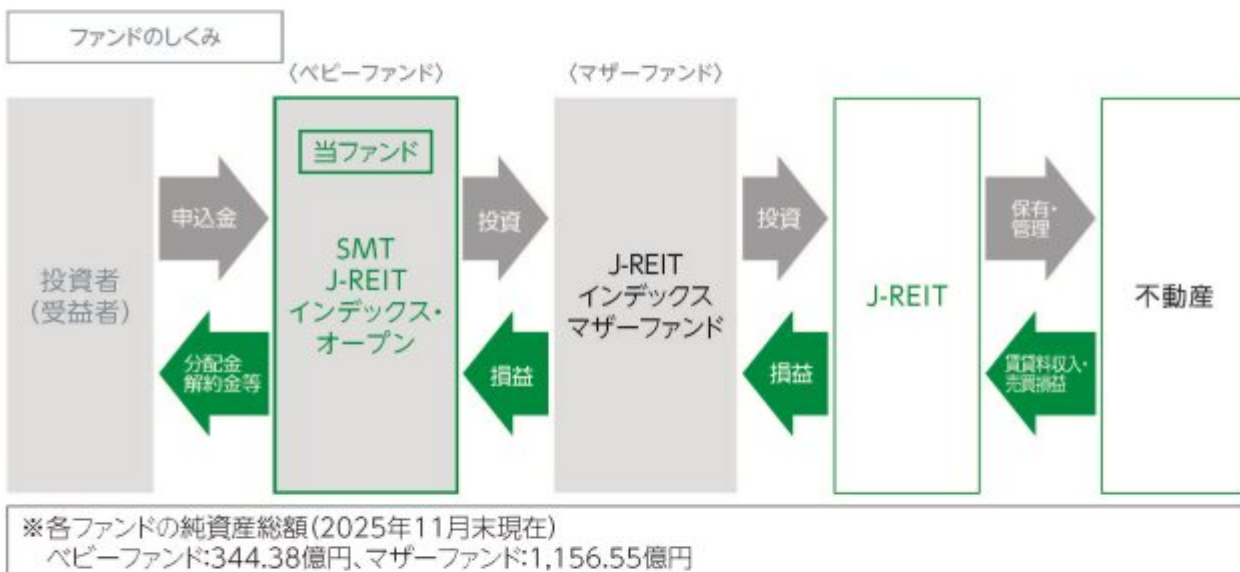 ファンドのしくみ
〈ベビーファンド〉
〈マザーファンド〉
投資者
(受益者)
申込金
分配金
解約金等
当ファンド
SMT
J-REIT
インデックス・
オープン
投資
損益
J-REIT
インデックス
マザーファンド
投資
損益
J-REIT
保有・
管理
賃貸料収入・
売買損益
不動産
※各ファンドの純資産総額(2025年11月末現在)
ベビーファンド:344.38億円、マザーファンド:1,156.55億円